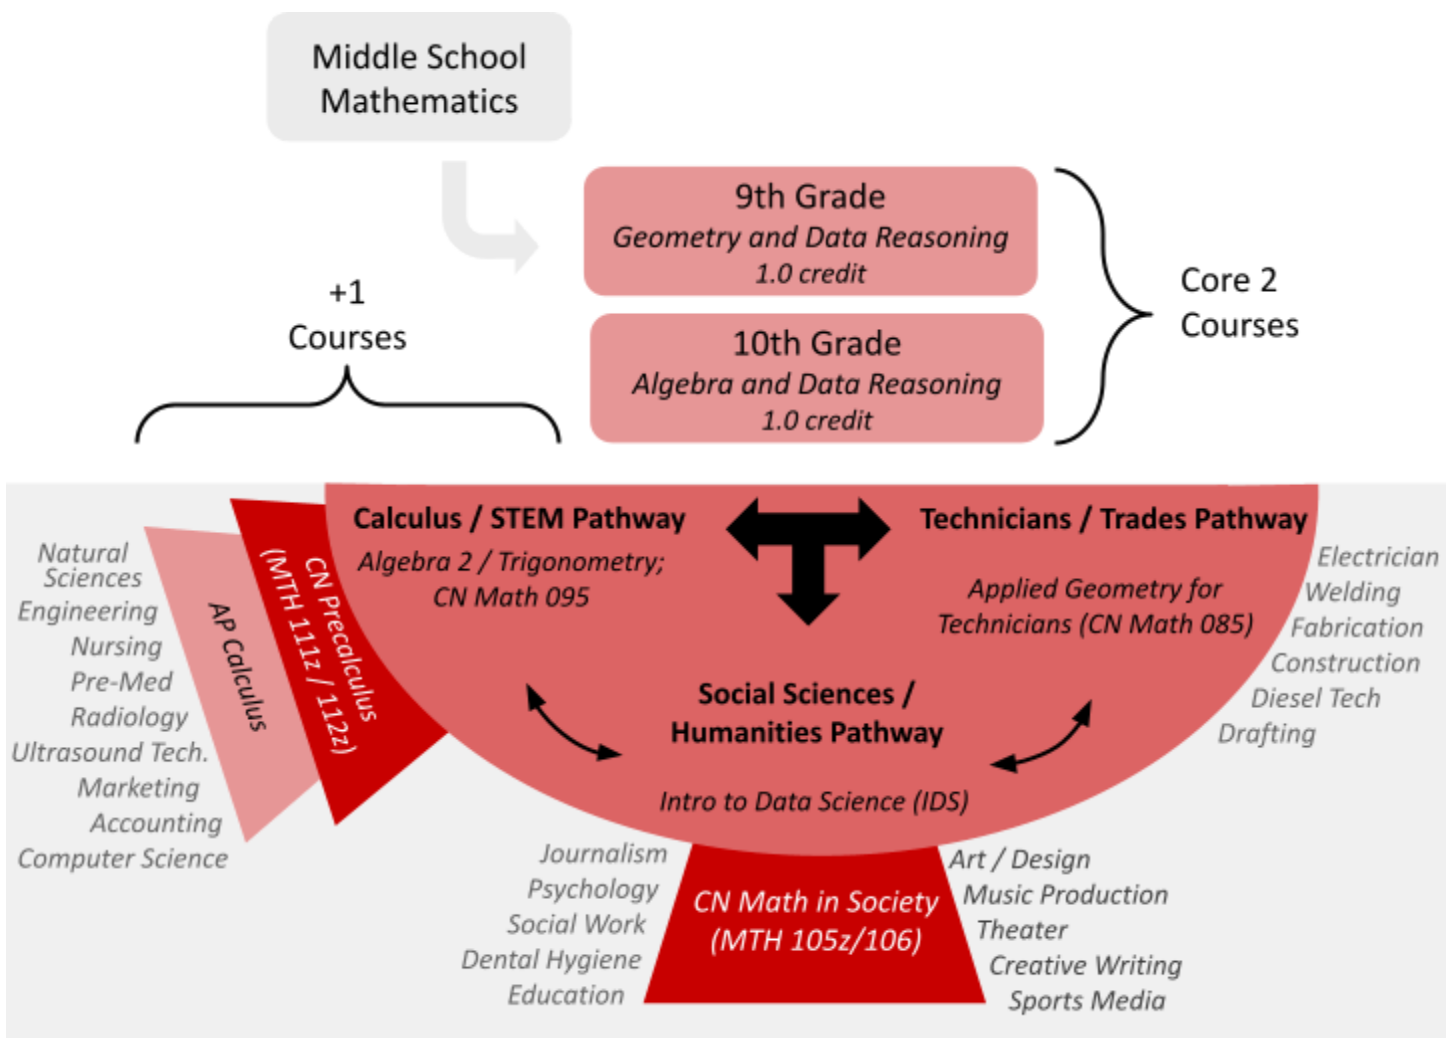 Middle School
Mathematics
9th Grade
Geometry and Data Reasoning
1.0 credit
10th Grade
Algebra and Data Reasoning
1.0 credit
Core 2
Courses
+1
Courses
Calculus / STEM Pathway
Algebra 2 / Trigonometry;
CN Math 095
Technicians / Trades Pathway
Applied Geometry for
Technicians (CN Math 085)
Social Sciences /
Humanities Pathway
Intro to Data Science (IDS)
CN Precalculus
(MTH 111z / 112z)
AP Calculus
Natural
Sciences
Engineering
Nursing
Pre-Med
Radiology
Ultrasound Tech.
Marketing
Accounting
Computer Science
Electrician
Welding
Fabrication
Construction
Diesel Tech
Drafting
Journalism
Psychology
Social Work
Dental Hygiene
Education
CN Math in Society
(MTH 105z/106)
Art / Design
Music Production
Theater
Creative Writing
Sports Media